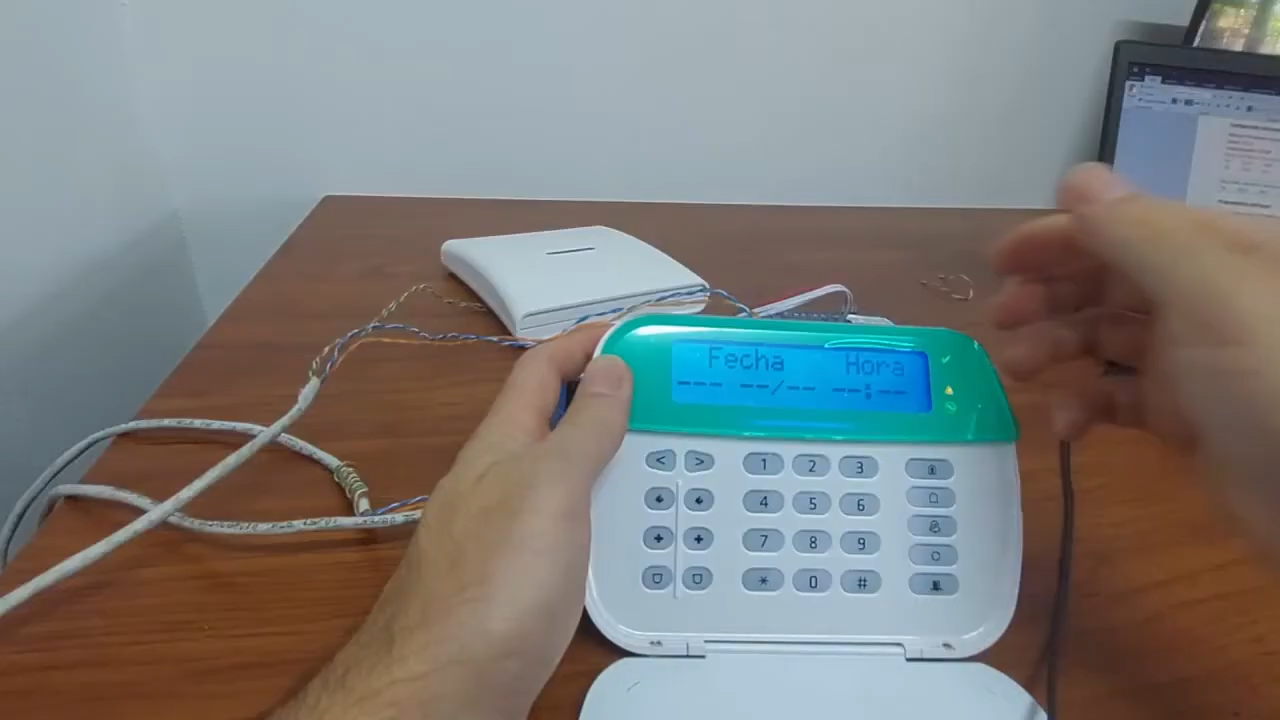 Fecha Hora
--- --/-- --:--
< > 1 2 3
4 5 6
7 8 9
* 0 #